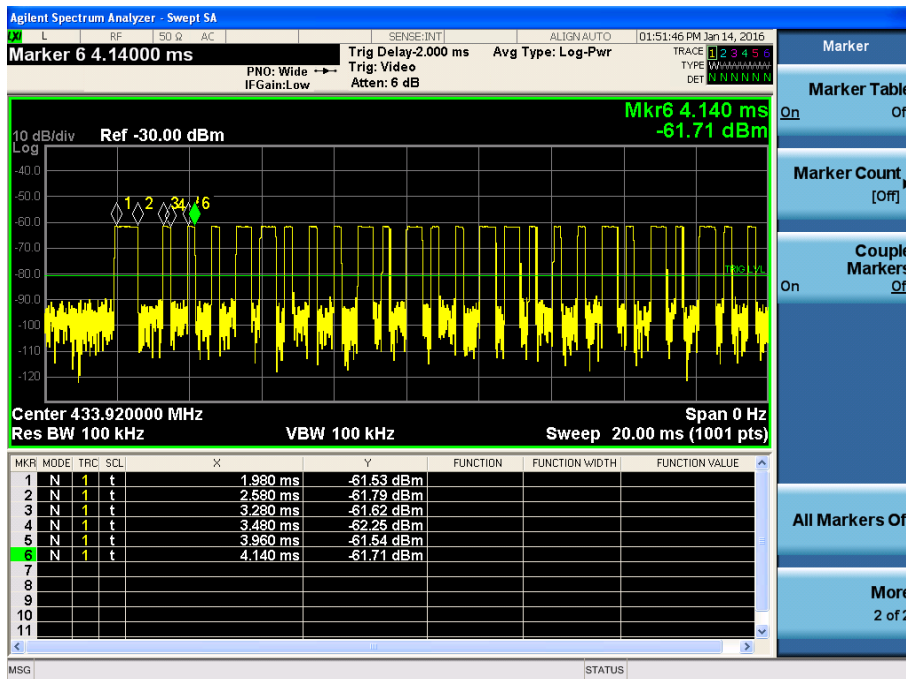 Agilent Spectrum Analyzer - Swept SA
LXI L RF 50 Ω AC SENSE:INT ALIGN AUTO 01:51:46 PM Jan 14, 2016
Marker 6 4.14000 ms
PNO: Wide
IFGain:Low
Trig Delay-2.000 ms
Trig: Video
Atten: 6 dB
Avg Type: Log-Pwr
TRACE 1 2 3 4 5 6
TYPE WWWWWW
DET N N N N N N
Mkr6 4.140 ms
-61.71 dBm
10 dB/div Ref -30.00 dBm
Log
-40.0
-50.0
-60.0
-70.0
-80.0
-90.0
-100
-110
-120
1 2 3 4 6
TRIG LVL
Center 433.920000 MHz Span 0 Hz
Res BW 100 kHz VBW 100 kHz Sweep 20.00 ms (1001 pts)
MKR MODE TRC SCL X Y FUNCTION FUNCTION WIDTH FUNCTION VALUE
1 N 1 t 1.980 ms -61.53 dBm
2 N 1 t 2.580 ms -61.79 dBm
3 N 1 t 3.280 ms -61.62 dBm
4 N 1 t 3.480 ms -62.25 dBm
5 N 1 t 3.960 ms -61.54 dBm
6 N 1 t 4.140 ms -61.71 dBm
7
8
9
10
11
MSG STATUS
Marker
Marker Table
On Of
Marker Count
[Off]
Couple
Markers
On Of
All Markers Of
More
2 of 2